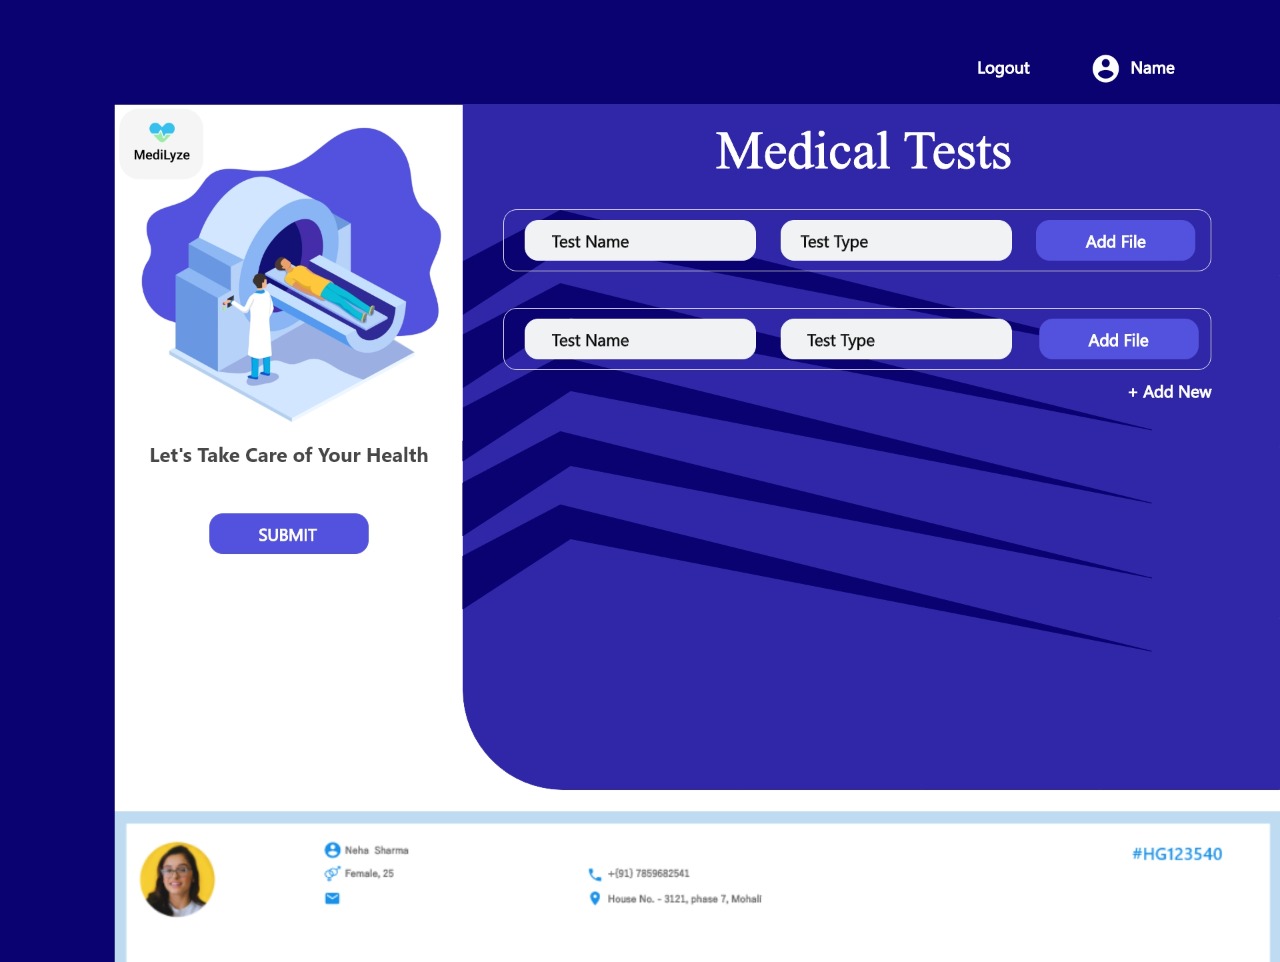 Logout
Name
MediLyze
Medical Tests
Test Name
Test Type
Add File
Test Name
Test Type
Add File
+ Add New
Let's Take Care of Your Health
SUBMIT
Neha Sharma
#HG123540
Female, 25
+(91) 7859682541
House No. - 3121, phase 7, Mohali